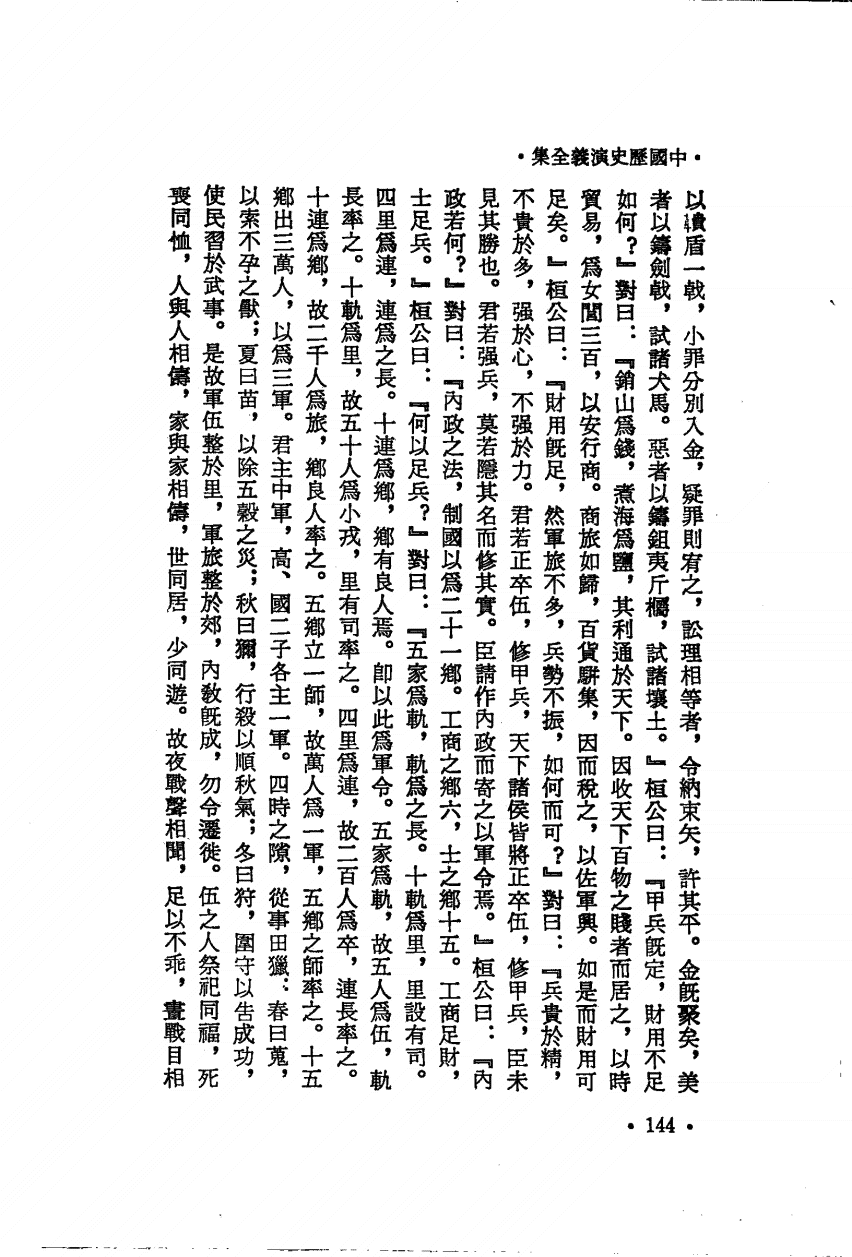 •中國歷史演義全集•
以鞼盾一戟，小罪分別入金，疑罪則宥之，訟理相等者，令納束矢，許其平。金旣聚矣，美
者以鑄劍戟，試諸犬馬。惡者以鑄鉏夷斤欘，試諸壤土。』桓公曰：『甲兵旣定，財用不足
如何？』對曰：『銷山爲錢，煮海爲鹽，其利通於天下。因收天下百物之賤者而居之，以時
貿易，爲女閭三百，以安行商。商旅如歸，百貨駢集，因而稅之，以佐軍興。如是而財用可
足矣。』桓公曰：『財用旣足，然軍旅不多，兵勢不振，如何而可？』對曰：『兵貴於精，
不貴於多，强於心，不强於力。君若正卒伍，修甲兵，天下諸侯皆將正卒伍，修甲兵，臣未
見其勝也。君若强兵，莫若隱其名而修其實。臣請作內政而寄之以軍令焉。』桓公曰：『內
政若何？』對曰：『內政之法，制國以爲二十一鄉。工商之鄉六，士之鄉十五。工商足財，
士足兵。』桓公曰：『何以足兵？』對曰：『五家爲軌，軌爲之長。十軌爲里，里設有司。
四里爲連，連爲之長。十連爲鄉，鄉有良人焉。卽以此爲軍令。五家爲軌，故五人爲伍，軌
長率之。十軌爲里，故五十人爲小戎，里有司率之。四里爲連，故二百人爲卒，連長率之。
十連爲鄉，故二千人爲旅，鄉良人率之。五鄉立一師，故萬人爲一軍，五鄉之師率之。十五
鄉出三萬人，以爲三軍。君主中軍，高、國二子各主一軍。四時之隙，從事田獵：春曰蒐，
以索不孕之獸；夏曰苗，以除五穀之災；秋曰獮，行殺以順秋氣；冬曰狩，圍守以告成功，
使民習於武事。是故軍伍整於里，軍旅整於郊，內敎旣成，勿令遷徙。伍之人祭祀同福，死
喪同恤，人與人相儔，家與家相儔，世同居，少同遊。故夜戰聲相聞，足以不乖，晝戰目相
•144•